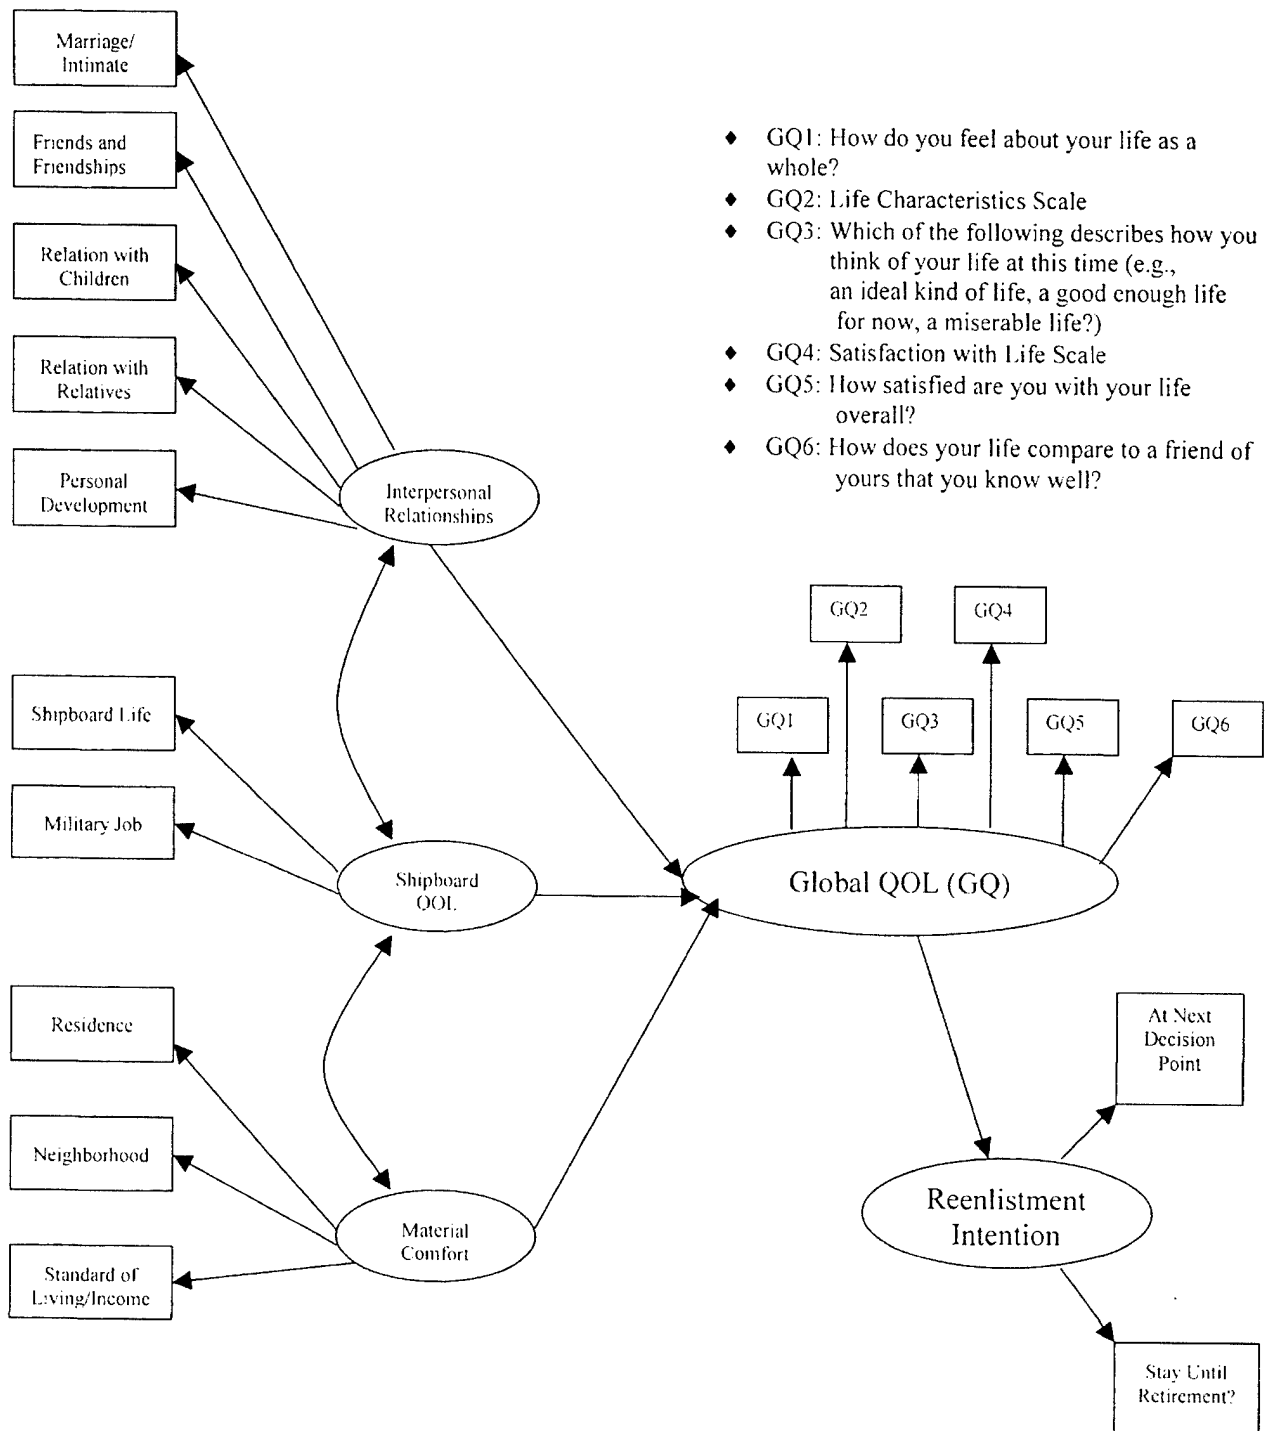 Marriage/
Intimate
Friends and
Friendships
Relation with
Children
Relation with
Relatives
Personal
Development
Interpersonal
Relationships
♦ GQ1: How do you feel about your life as a
whole?
♦ GQ2: Life Characteristics Scale
♦ GQ3: Which of the following describes how you
think of your life at this time (e.g.,
an ideal kind of life, a good enough life
for now, a miserable life?)
♦ GQ4: Satisfaction with Life Scale
♦ GQ5: How satisfied are you with your life
overall?
♦ GQ6: How does your life compare to a friend of
yours that you know well?
GQ2
GQ4
GQ1
GQ3
GQ5
GQ6
Shipboard Life
Military Job
Shipboard
QOL
Global QOL (GQ)
Residence
Neighborhood
Standard of
Living/Income
Material
Comfort
At Next
Decision
Point
Reenlistment
Intention
Stay Until
Retirement?